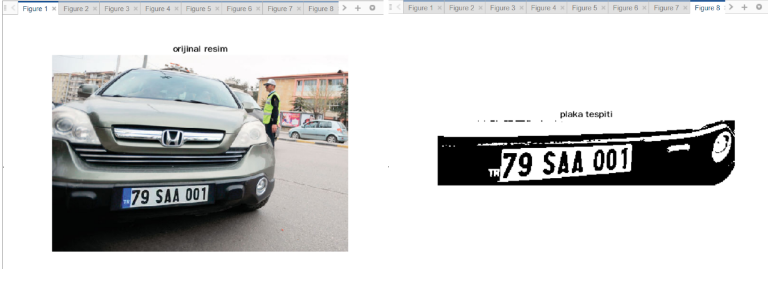 Figure 1 × Figure 2 × Figure 3 × Figure 4 × Figure 5 × Figure 6 × Figure 7 × Figure 8
orijinal resim
TR 79 SAA 001
Figure 1 × Figure 2 × Figure 3 × Figure 4 × Figure 5 × Figure 6 × Figure 7 × Figure 8
plaka tespiti
TR 79 SAA 001